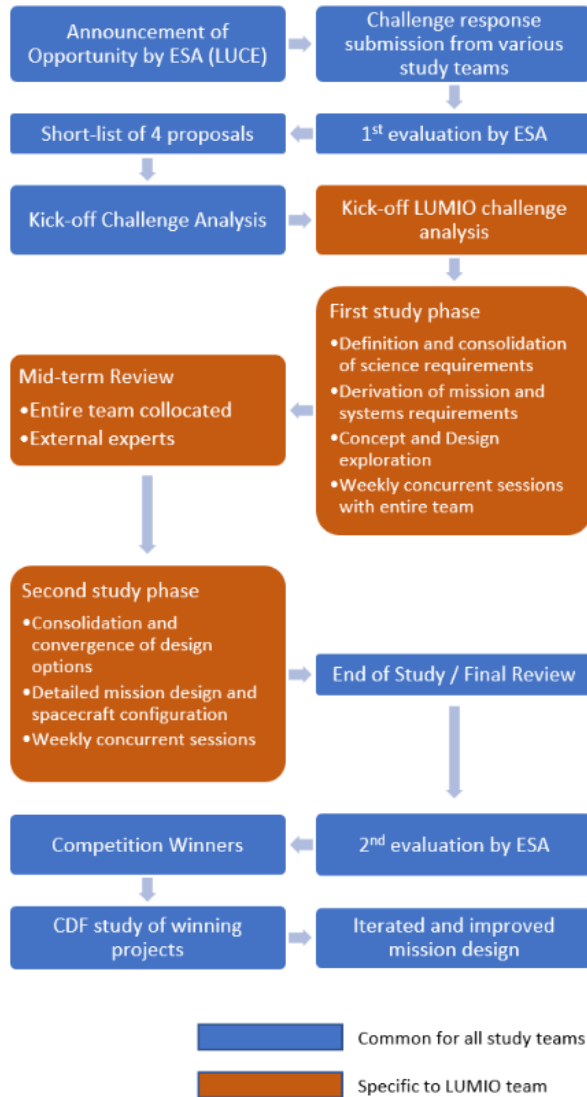 Announcement of
Opportunity by ESA (LUCE)
Challenge response
submission from various
study teams
Short-list of 4 proposals
1st evaluation by ESA
Kick-off Challenge Analysis
Kick-off LUMIO challenge
analysis
First study phase
•Definition and consolidation
of science requirements
•Derivation of mission and
systems requirements
•Concept and Design
exploration
•Weekly concurrent sessions
with entire team
Mid-term Review
•Entire team collocated
•External experts
Second study phase
•Consolidation and
convergence of design
options
•Detailed mission design and
spacecraft configuration
•Weekly concurrent sessions
End of Study / Final Review
Competition Winners
2nd evaluation by ESA
CDF study of winning
projects
Iterated and improved
mission design
Common for all study teams
Specific to LUMIO team